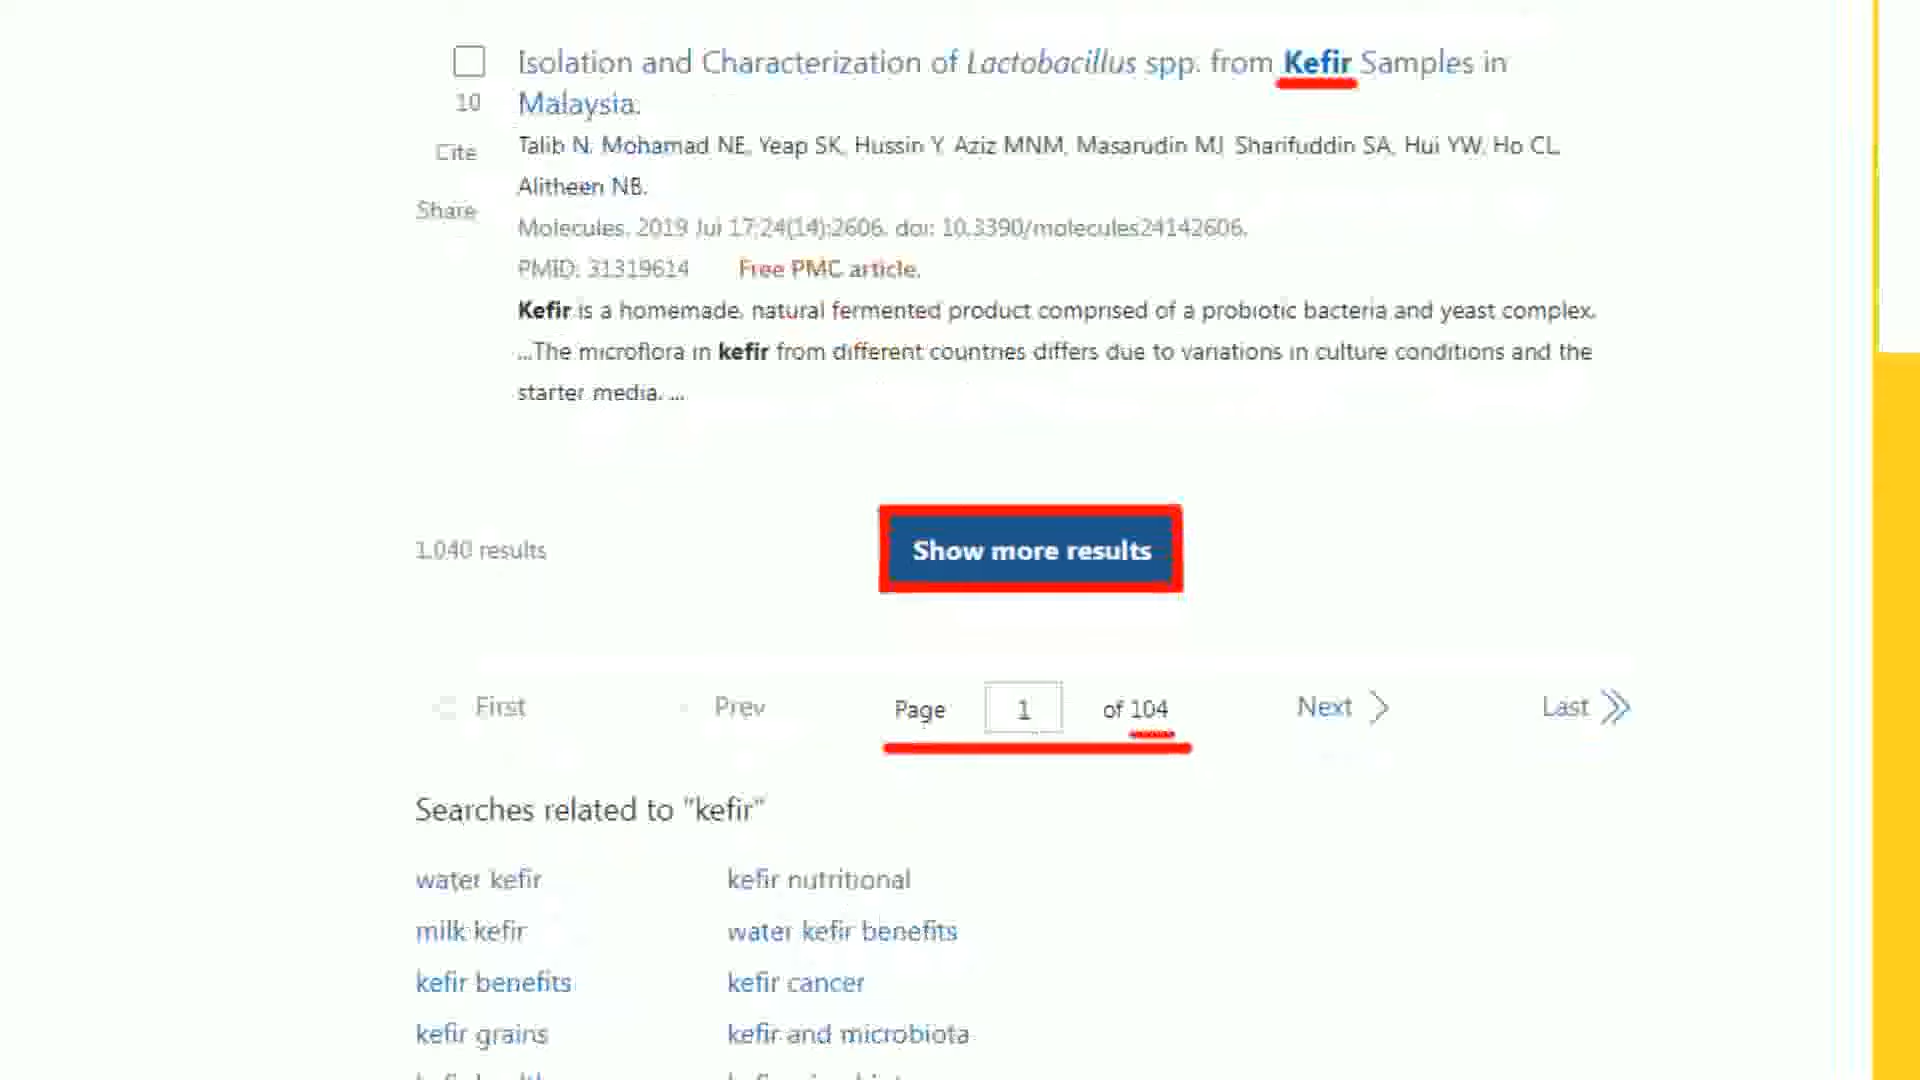 Isolation and Characterization of Lactobacillus spp. from Kefir Samples in
10
Malaysia.
Cite
Talib N, Mohamad NE, Yeap SK, Hussin Y, Aziz MNM, Masarudin MJ, Sharifuddin SA, Hui YW, Ho CL,
Alitheen NB.
Share
Molecules. 2019 Jul 17;24(14):2606. doi: 10.3390/molecules24142606.
PMID: 31319614 Free PMC article.
Kefir is a homemade, natural fermented product comprised of a probiotic bacteria and yeast complex.
...The microflora in kefir from different countries differs due to variations in culture conditions and the
starter media. ...
1,040 results
Show more results
First Prev Page 1 of 104 Next Last
Searches related to "kefir"
water kefir kefir nutritional
milk kefir water kefir benefits
kefir benefits kefir cancer
kefir grains kefir and microbiota